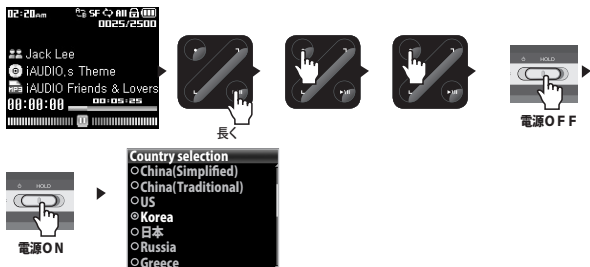 02:20AM SF All
0025/2500
Jack Lee
iAUDIO,s Theme
iAUDIO Friends & Lovers
00:00:00 00:05:25
長く
HOLD
電源OFF
HOLD
電源ON
Country selection
China(Simplified)
China(Traditional)
US
Korea
日本
Russia
Greece